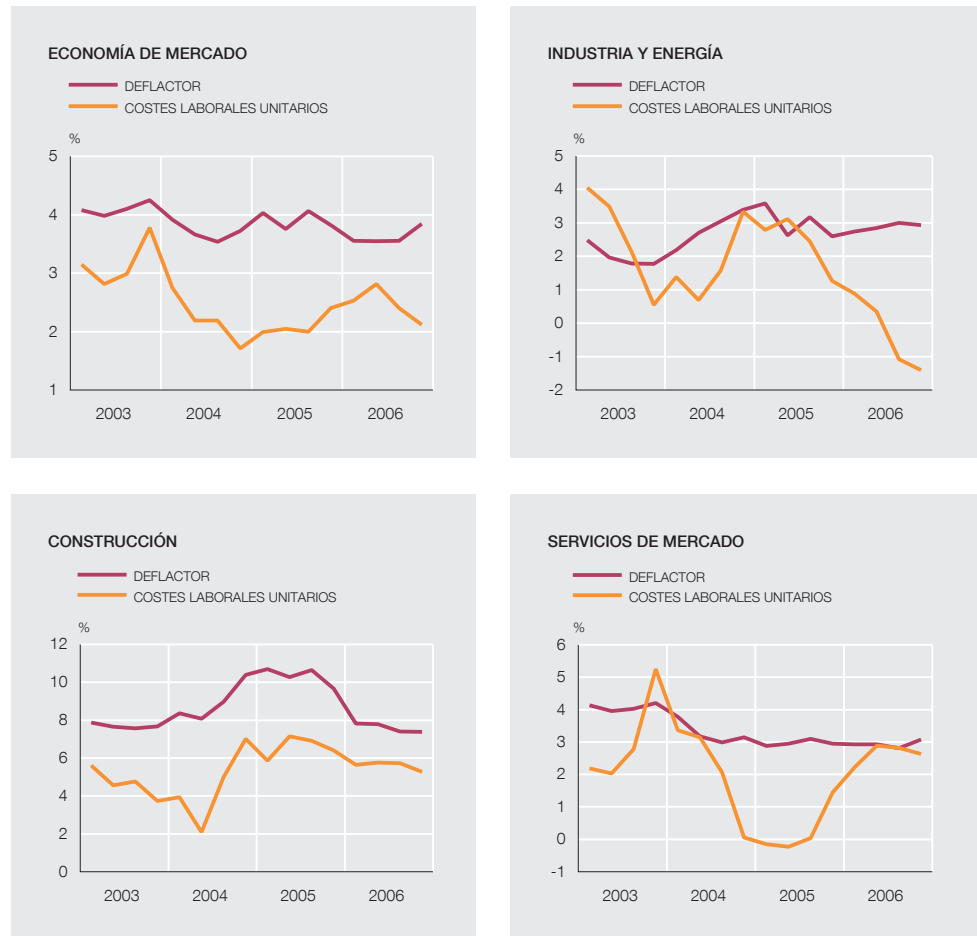 ECONOMÍA DE MERCADO
DEFLACTOR
COSTES LABORALES UNITARIOS
%
5
4
3
2
1
2003 2004 2005 2006
INDUSTRIA Y ENERGÍA
DEFLACTOR
COSTES LABORALES UNITARIOS
%
5
4
3
2
1
0
-1
-2
2003 2004 2005 2006
CONSTRUCCIÓN
DEFLACTOR
COSTES LABORALES UNITARIOS
%
12
10
8
6
4
2
0
2003 2004 2005 2006
SERVICIOS DE MERCADO
DEFLACTOR
COSTES LABORALES UNITARIOS
%
6
5
4
3
2
1
0
-1
2003 2004 2005 2006